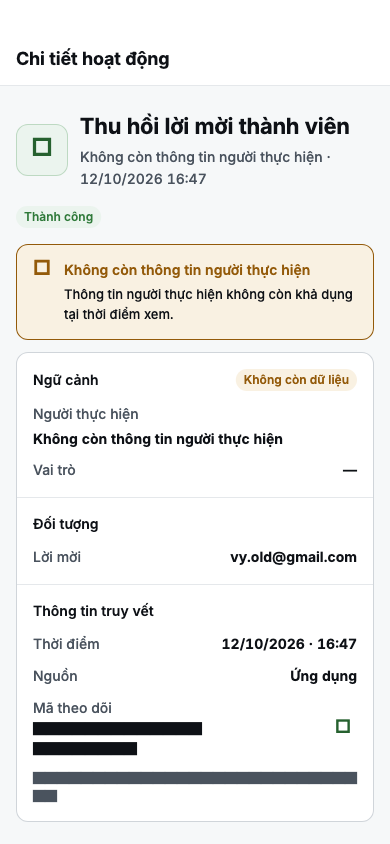 Chi tiết hoạt động
Thu hồi lời mời thành viên
Không còn thông tin người thực hiện ·
12/10/2026 16:47
Thành công
Không còn thông tin người thực hiện
Thông tin người thực hiện không còn khả dụng
tại thời điểm xem.
Ngữ cảnh
Không còn dữ liệu
Người thực hiện
Không còn thông tin người thực hiện
Vai trò —
Đối tượng
Lời mời vy.old@gmail.com
Thông tin truy vết
Thời điểm 12/10/2026 · 16:47
Nguồn Ứng dụng
Mã theo dõi